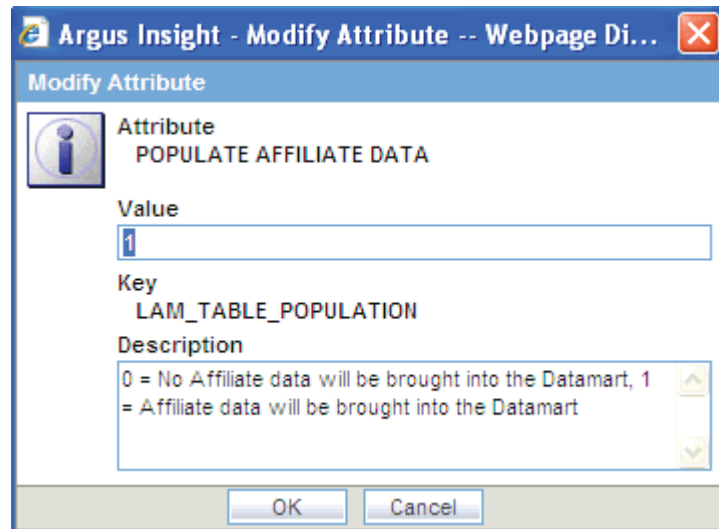 Argus Insight - Modify Attribute -- Webpage Di...
Modify Attribute
Attribute
POPULATE AFFILIATE DATA
Value
1
Key
LAM_TABLE_POPULATION
Description
0 = No Affiliate data will be brought into the Datamart, 1
= Affiliate data will be brought into the Datamart
OK Cancel